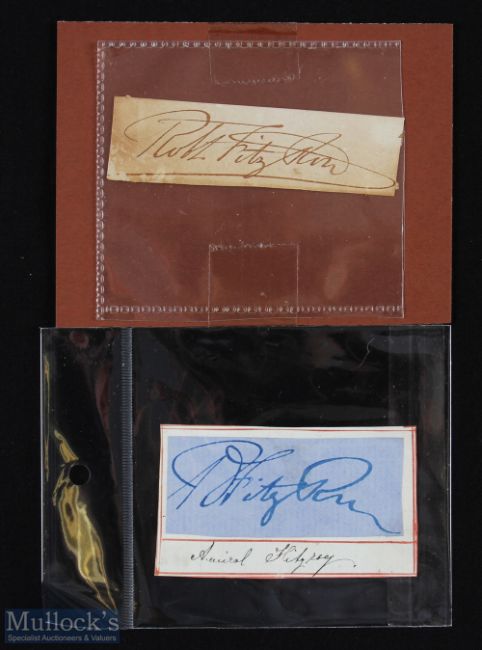 Robt. FitzRoy
R FitzRoy
Admiral Fitzroy.
Mullock's
Specialist Auctioneers & Valuers